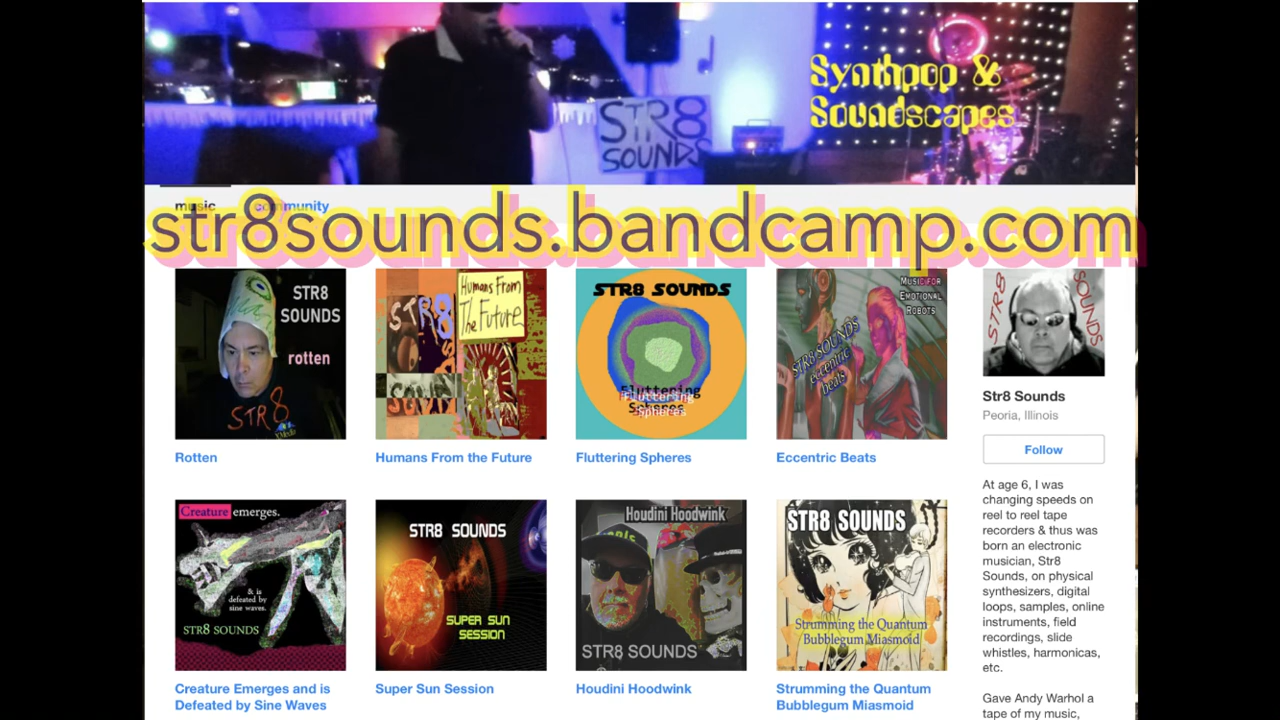 Synthpop &
Soundscapes
STR8
SOUNDS
music community
str8sounds.bandcamp.com
STR8
SOUNDS
rotten
STR8
Rotten
STR8
Humans From
The Future
Humans From the Future
STR8 SOUNDS
Fluttering
Spheres
Fluttering
Spheres
Fluttering Spheres
Music for
Emotional
Robots
STR8 SOUNDS
eccentric
beats
Eccentric Beats
STR8
SOUNDS
Str8 Sounds
Peoria, Illinois
Follow
At age 6, I was
changing speeds on
reel to reel tape
recorders & thus was
born an electronic
musician, Str8
Sounds, on physical
synthesizers, digital
loops, samples, online
instruments, field
recordings, slide
whistles, harmonicas,
etc.
Gave Andy Warhol a
tape of my music,
Creature emerges.
& is
defeated by
sine waves.
STR8 SOUNDS
Creature Emerges and is
Defeated by Sine Waves
STR8 SOUNDS
SUPER SUN
SESSION
Super Sun Session
Houdini Hoodwink
STR8 SOUNDS
Houdini Hoodwink
STR8 SOUNDS
Strumming the Quantum
Bubblegum Miasmoid
Strumming the Quantum
Bubblegum Miasmoid